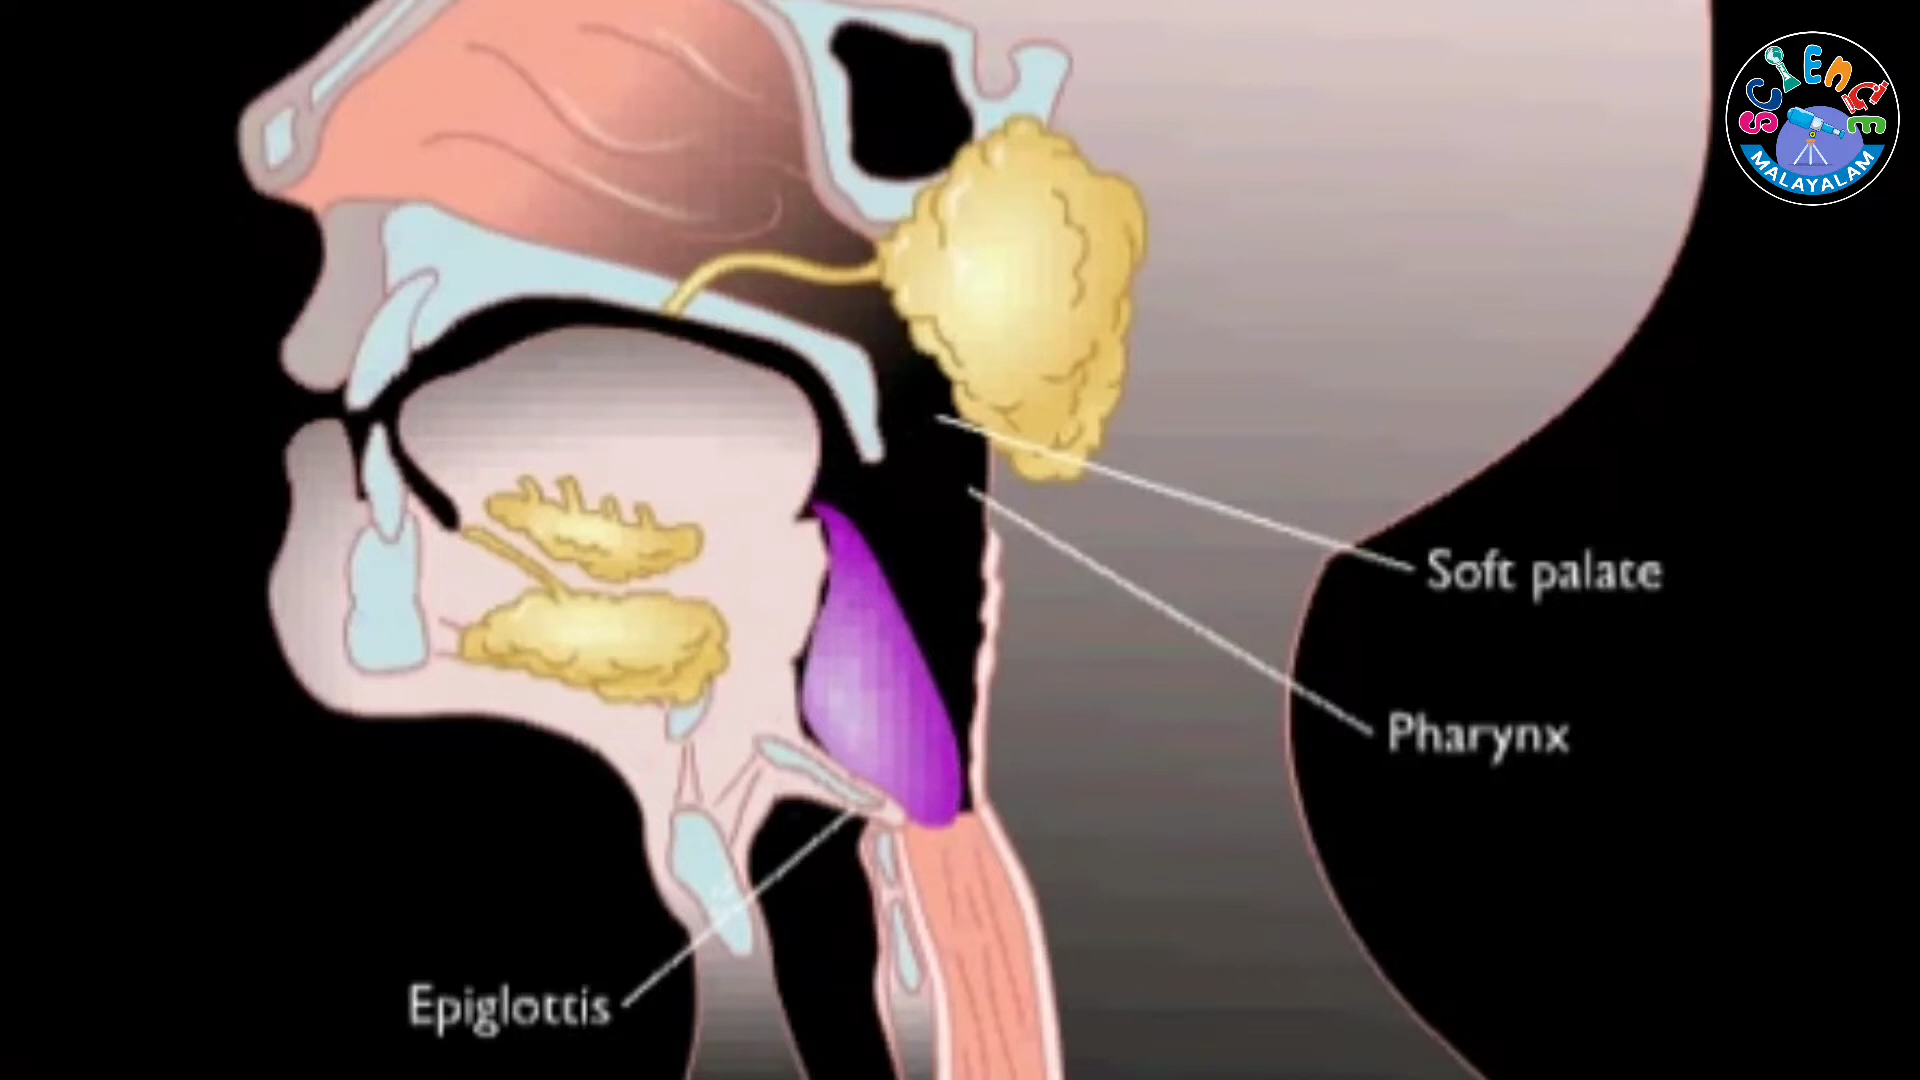 SCIENCE
MALAYALAM
Soft palate
Pharynx
Epiglottis